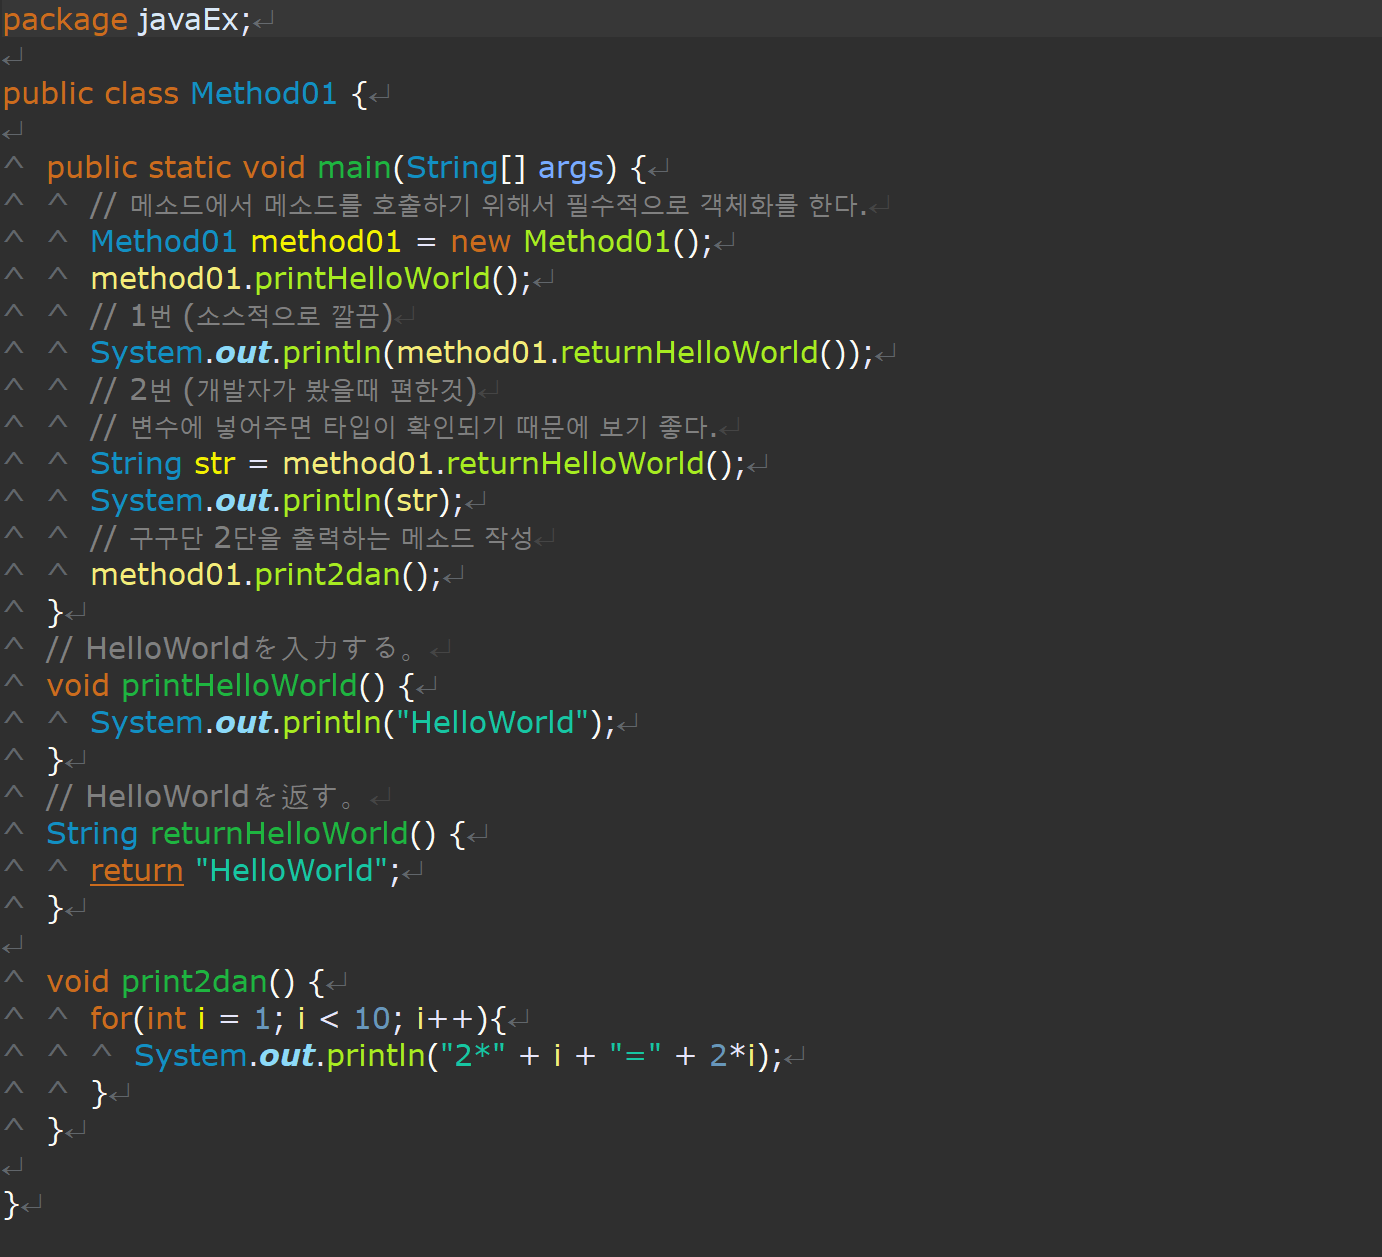 package javaEx;
public class Method01 {
public static void main(String[] args) {
// 메소드에서 메소드를 호출하기 위해서 필수적으로 객체화를 한다.
Method01 method01 = new Method01();
method01.printHelloWorld();
// 1번 (소스적으로 깔끔)
System.out.println(method01.returnHelloWorld());
// 2번 (개발자가 봤을때 편한것)
// 변수에 넣어주면 타입이 확인되기 때문에 보기 좋다.
String str = method01.returnHelloWorld();
System.out.println(str);
// 구구단 2단을 출력하는 메소드 작성
method01.print2dan();
}
// HelloWorldを入力する。
void printHelloWorld() {
System.out.println("HelloWorld");
}
// HelloWorldを返す。
String returnHelloWorld() {
return "HelloWorld";
}
void print2dan() {
for(int i = 1; i < 10; i++){
System.out.println("2*" + i + "=" + 2*i);
}
}
}